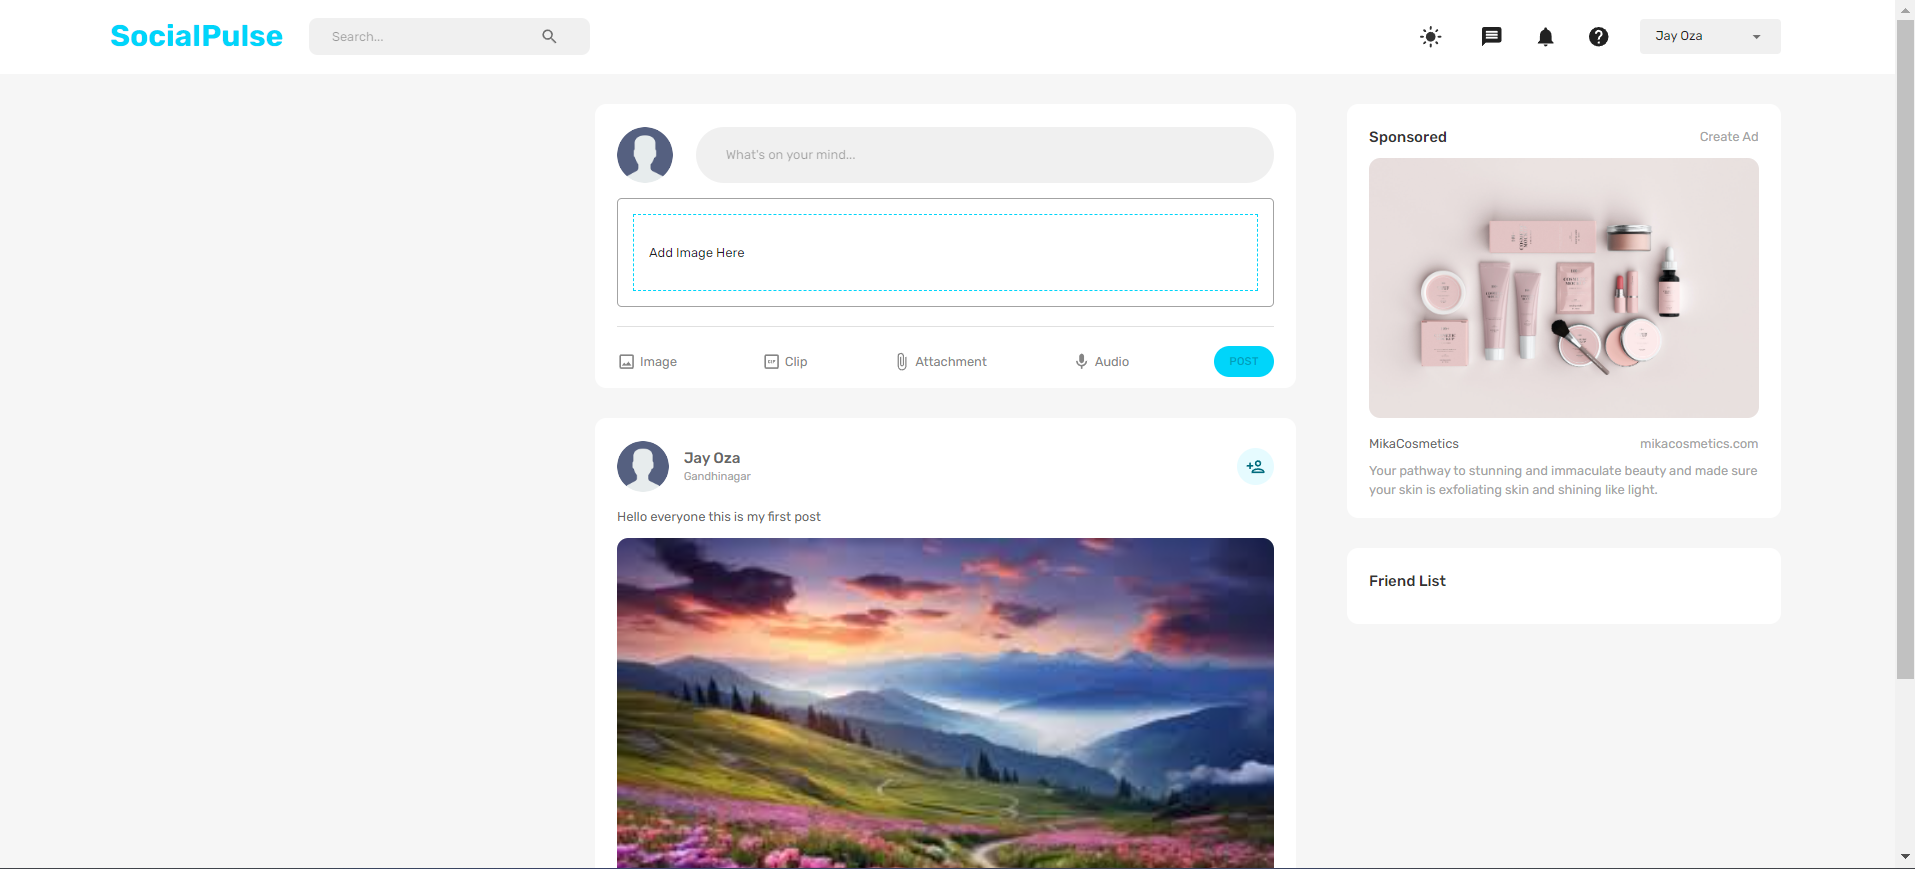 SocialPulse
Search...
Jay Oza
What's on your mind...
Add Image Here
Image
Clip
Attachment
Audio
POST
Jay Oza
Gandhinagar
Hello everyone this is my first post
Sponsored
Create Ad
MikaCosmetics
mikacosmetics.com
Your pathway to stunning and immaculate beauty and made sure
your skin is exfoliating skin and shining like light.
Friend List